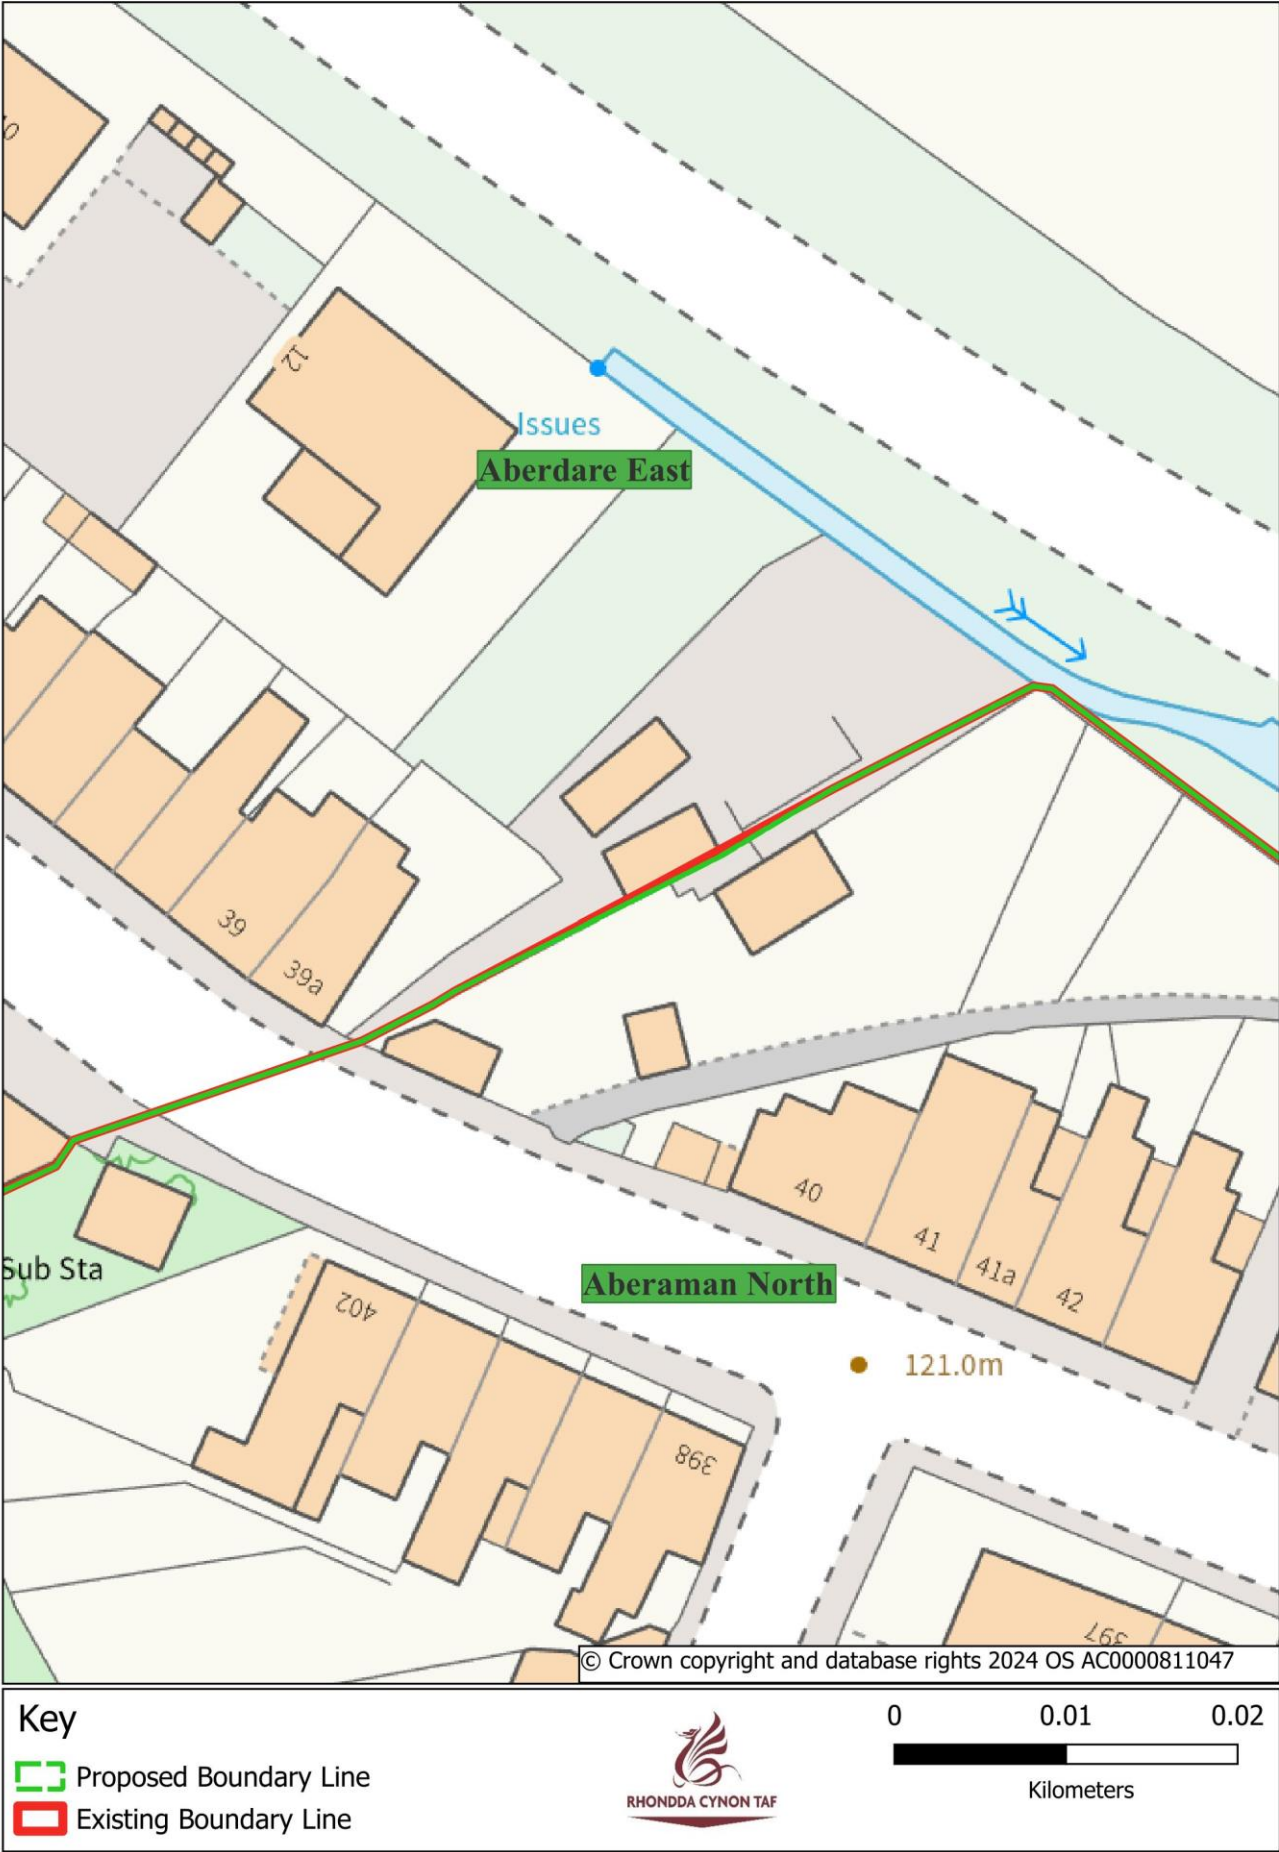 12
Issues
Aberdare East
39
39a
40
41
41a
42
Sub Sta
Aberaman North
402
121.0m
398
397
© Crown copyright and database rights 2024 OS AC0000811047
Key
Proposed Boundary Line
Existing Boundary Line
RHONDDA CYNON TAF
0 0.01 0.02
Kilometers